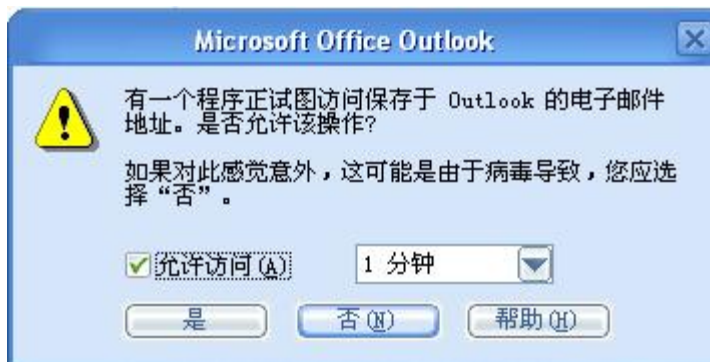 Microsoft Office Outlook
有一个程序正试图访问保存于 Outlook 的电子邮件
地址。是否允许该操作?
如果对此感觉意外，这可能是由于病毒导致，您应选
择“否”。
允许访问(A) 1 分钟
是 否(N) 帮助(H)